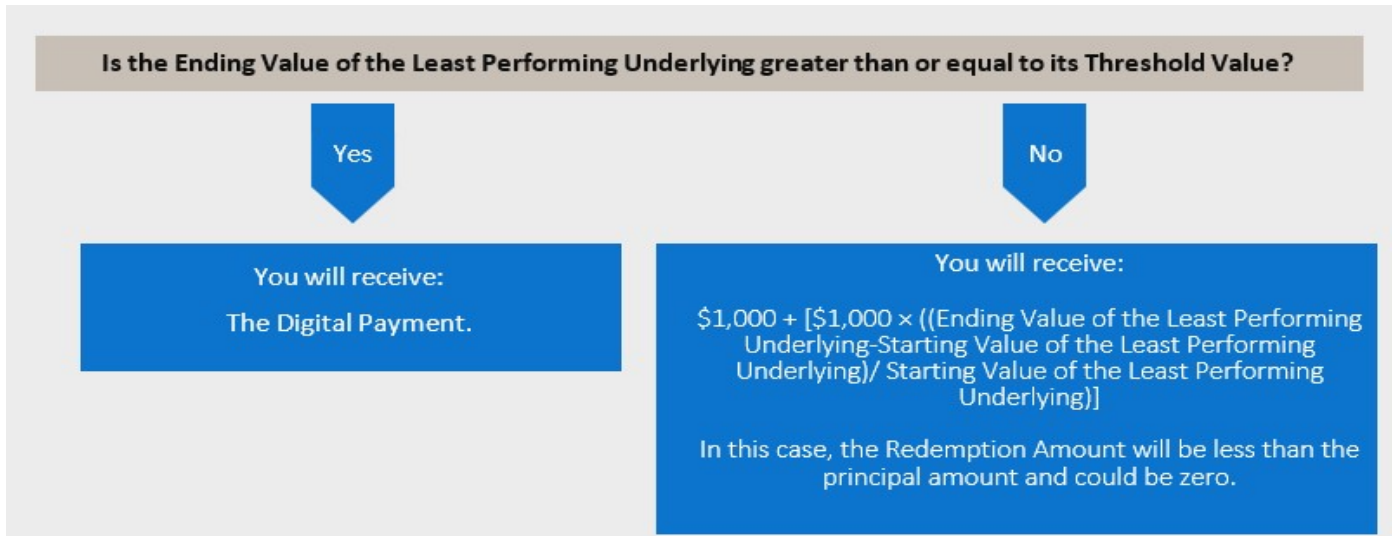 Is the Ending Value of the Least Performing Underlying greater than or equal to its Threshold Value?
Yes
No
You will receive:
The Digital Payment.
You will receive:
$1,000 + [$1,000 × ((Ending Value of the Least Performing
Underlying-Starting Value of the Least Performing
Underlying)/ Starting Value of the Least Performing
Underlying)]
In this case, the Redemption Amount will be less than the
principal amount and could be zero.